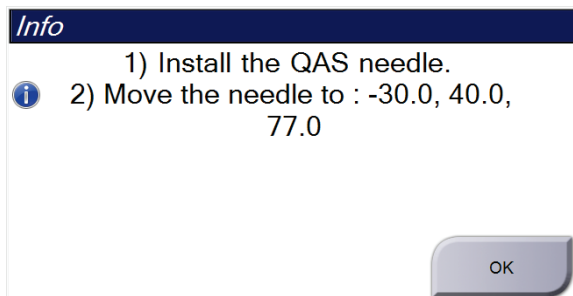 Info
1) Install the QAS needle.
2) Move the needle to : -30.0, 40.0,
77.0
OK